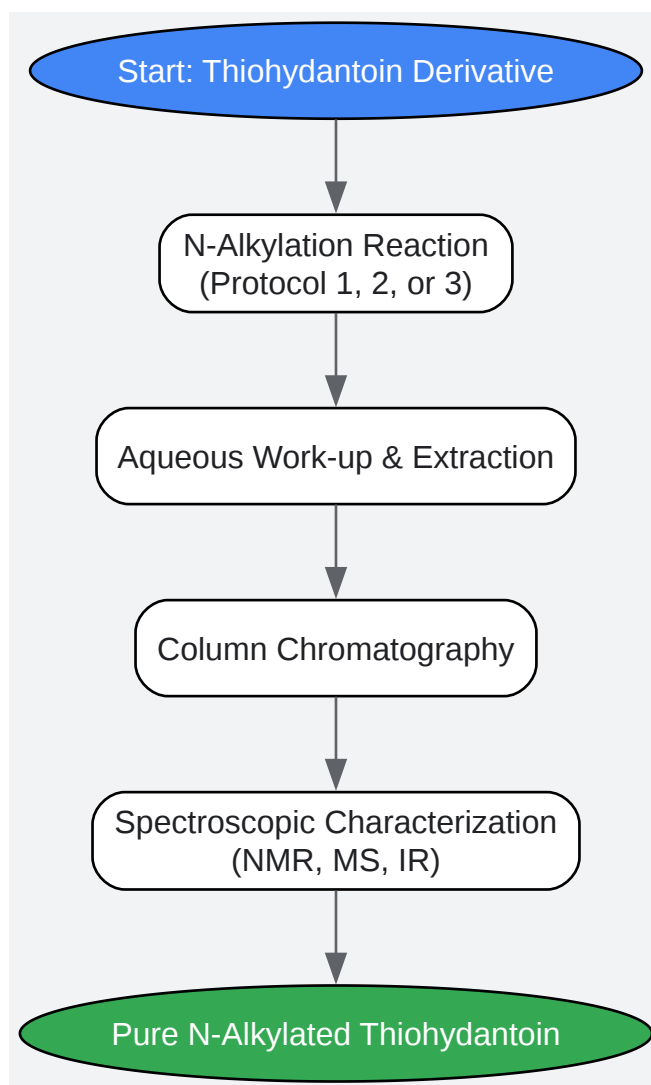 Start: Thiohydantoin Derivative
N-Alkylation Reaction
(Protocol 1, 2, or 3)
Aqueous Work-up & Extraction
Column Chromatography
Spectroscopic Characterization
(NMR, MS, IR)
Pure N-Alkylated Thiohydantoin